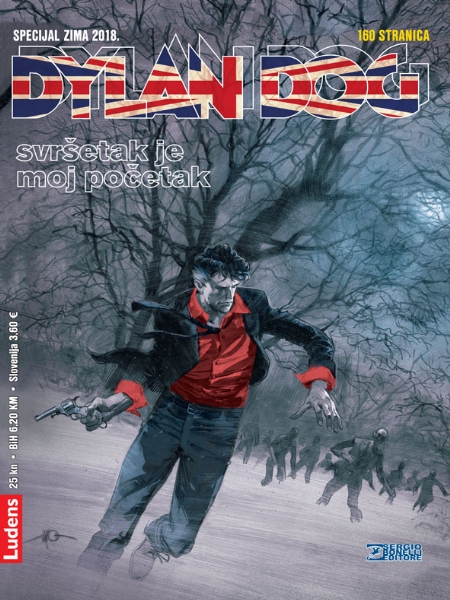 SPECIJAL ZIMA 2018.
160 STRANICA
DYLAN DOG
svršetak je
moj početak
Ludens
25 kn • BiH 6.20 KM • Slovenija 3.60 €
SERGIO
BONELLI
EDITORE